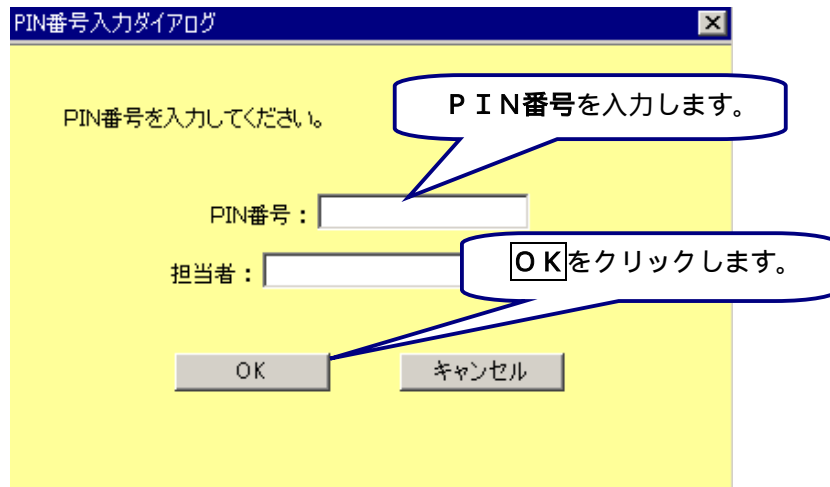 PIN番号入力ダイアログ
PIN番号を入力してください。
ＰＩＮ番号を入力します。
PIN番号：
担当者：
ＯＫをクリックします。
OK
キャンセル